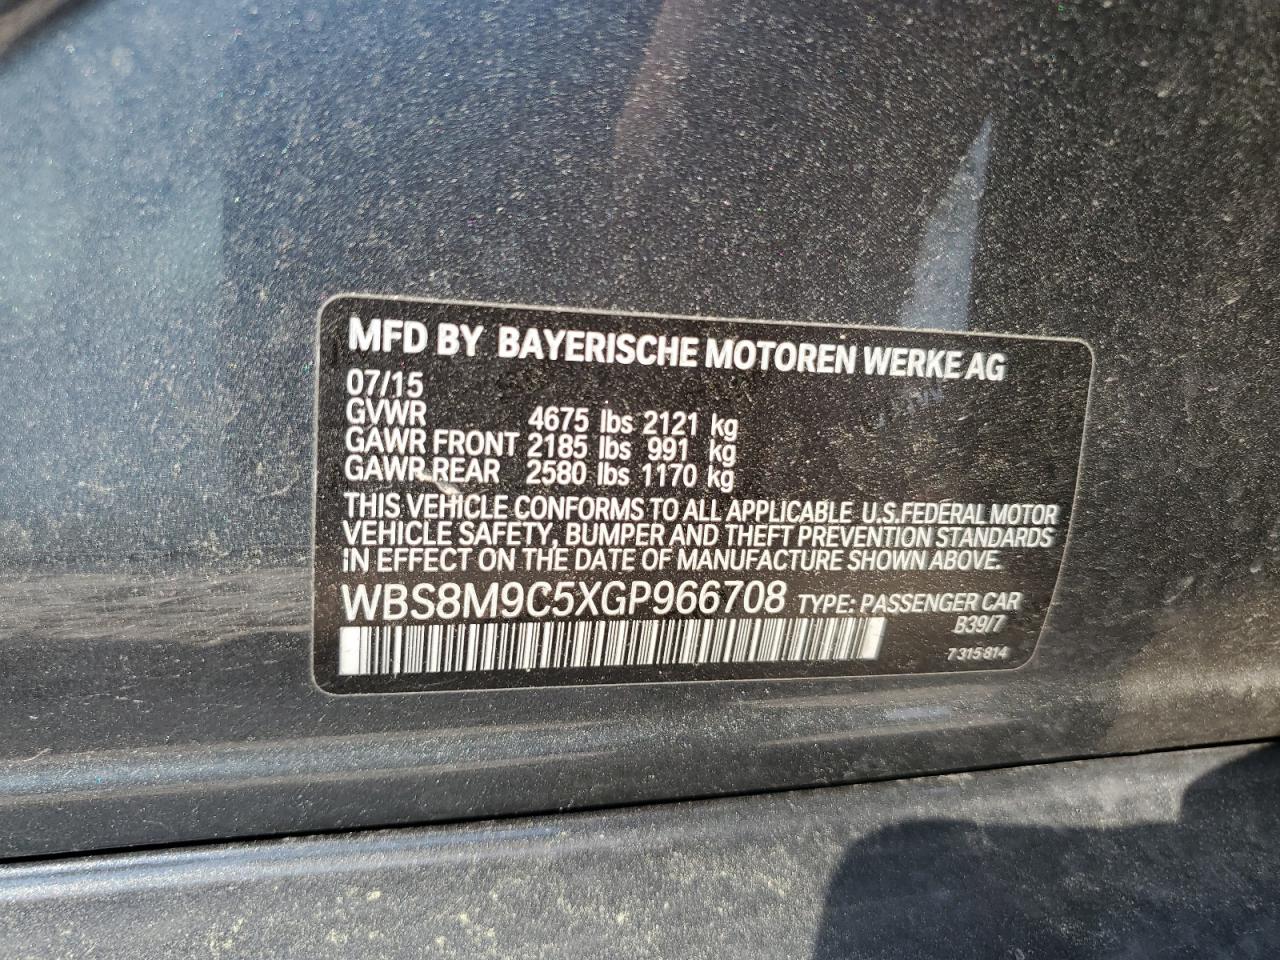 MFD BY BAYERISCHE MOTOREN WERKE AG
07/15
GVWR 4675 lbs 2121 kg
GAWR FRONT 2185 lbs 991 kg
GAWR REAR 2580 lbs 1170 kg
THIS VEHICLE CONFORMS TO ALL APPLICABLE U.S.FEDERAL MOTOR
VEHICLE SAFETY, BUMPER AND THEFT PREVENTION STANDARDS
IN EFFECT ON THE DATE OF MANUFACTURE SHOWN ABOVE.
WBS8M9C5XGP966708 TYPE: PASSENGER CAR
B39/7
7 315 814